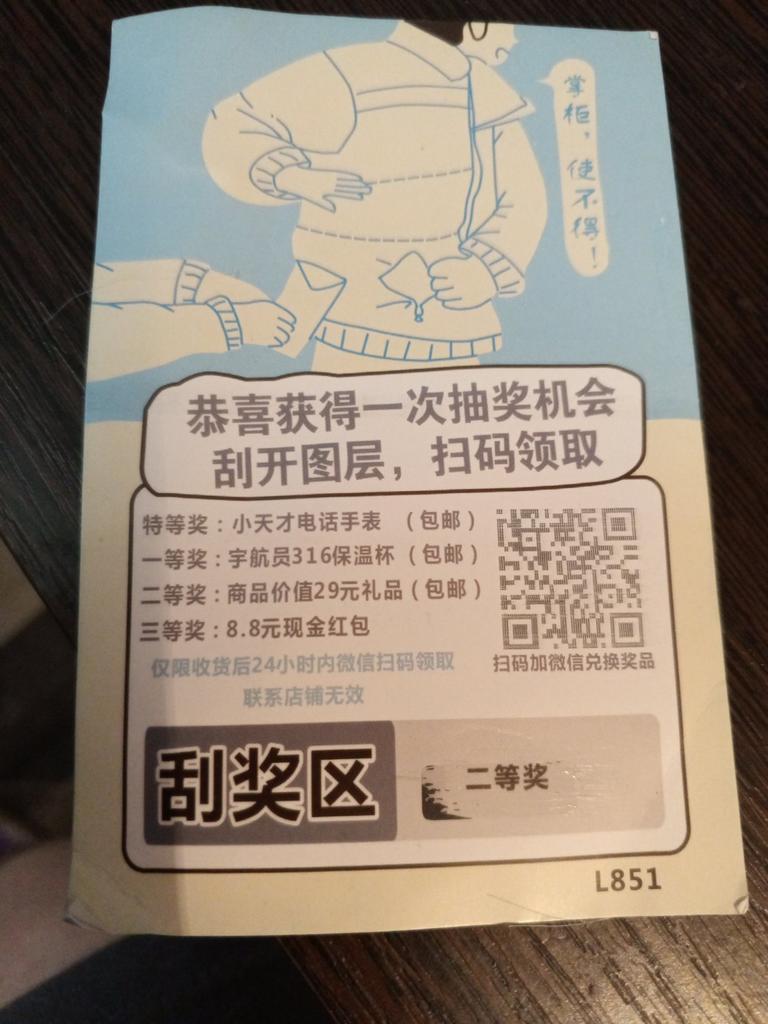 掌柜，使不得！
恭喜获得一次抽奖机会
刮开图层，扫码领取
特等奖：小天才电话手表 （包邮）
一等奖：宇航员316保温杯（包邮）
二等奖：商品价值29元礼品（包邮）
三等奖：8.8元现金红包
仅限收货后24小时内微信扫码领取
联系店铺无效
扫码加微信兑换奖品
刮奖区
二等奖
L851